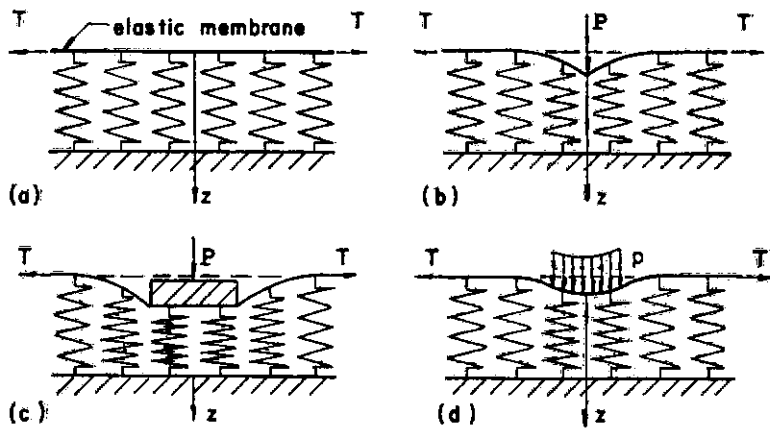 T elastic membrane T
(a) z
P
T T
(b) z
P
T T
(c) z
T p T
(d) z